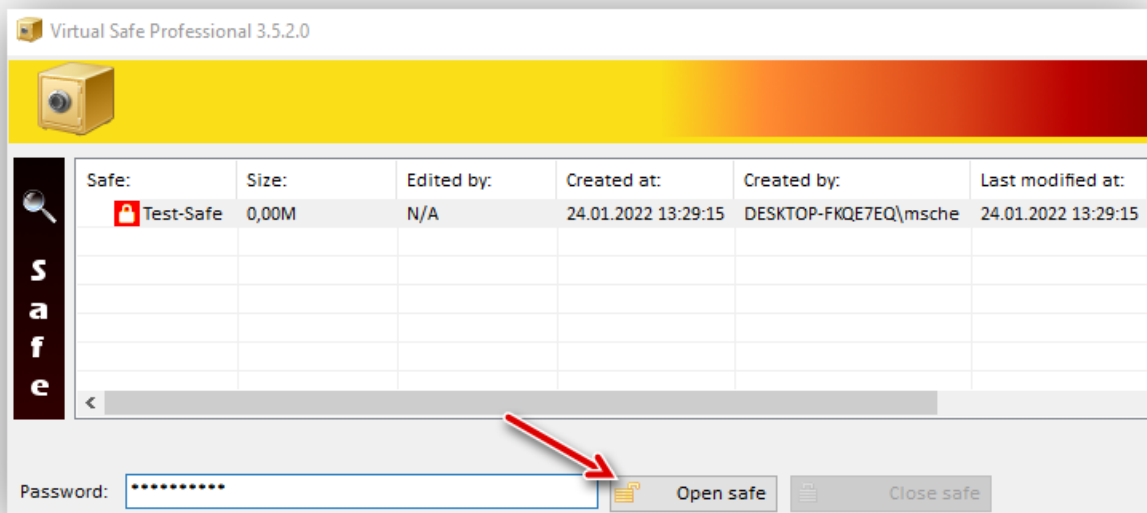 Virtual Safe Professional 3.5.2.0
Safe: Size: Edited by: Created at: Created by: Last modified at:
Test-Safe 0,00M N/A 24.01.2022 13:29:15 DESKTOP-FKQE7EQ\msche 24.01.2022 13:29:15
Safe
Password: ********** Open safe Close safe